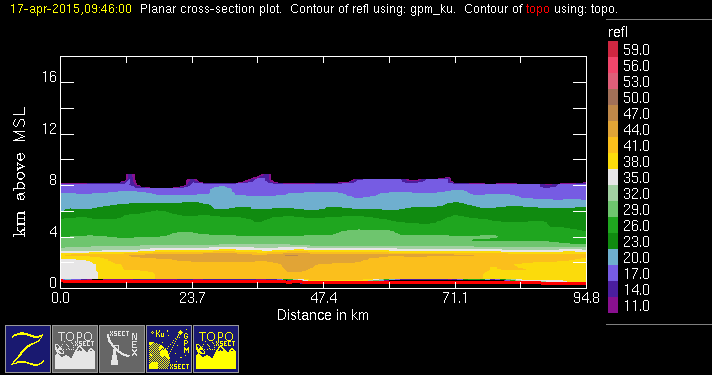 17-apr-2015,09:46:00 Planar cross-section plot. Contour of refl using: gpm_ku. Contour of topo using: topo.
refl
59.0
56.0
53.0
50.0
47.0
44.0
41.0
38.0
35.0
32.0
29.0
26.0
23.0
20.0
17.0
14.0
11.0
km above MSL
16
12
8
4
0
0.0 23.7 47.4 71.1 94.8
Distance in km
Z
TOPO
XSECT
XSECT
XM2
Ku
GPM
XSECT
TOPO
XSECT